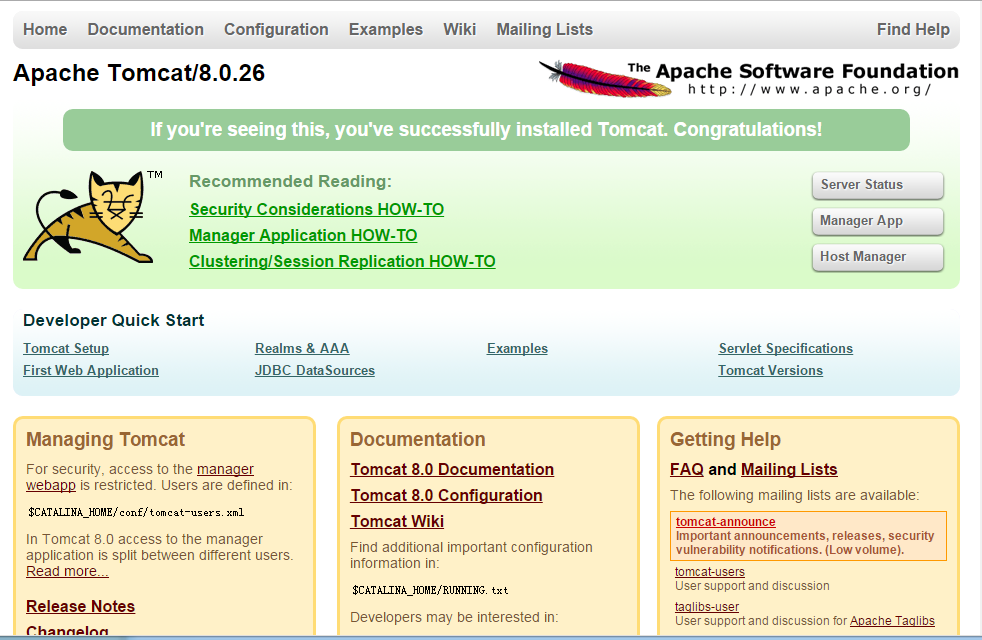 Home Documentation Configuration Examples Wiki Mailing Lists Find Help
Apache Tomcat/8.0.26
The Apache Software Foundation
http://www.apache.org/
If you're seeing this, you've successfully installed Tomcat. Congratulations!
TM
Recommended Reading:
Security Considerations HOW-TO
Manager Application HOW-TO
Clustering/Session Replication HOW-TO
Server Status
Manager App
Host Manager
Developer Quick Start
Tomcat Setup
First Web Application
Realms & AAA
JDBC DataSources
Examples
Servlet Specifications
Tomcat Versions
Managing Tomcat
For security, access to the manager
webapp is restricted. Users are defined in:
$CATALINA_HOME/conf/tomcat-users.xml
In Tomcat 8.0 access to the manager
application is split between different users.
Read more...
Release Notes
Changelog
Documentation
Tomcat 8.0 Documentation
Tomcat 8.0 Configuration
Tomcat Wiki
Find additional important configuration
information in:
$CATALINA_HOME/RUNNING.txt
Developers may be interested in:
Getting Help
FAQ and Mailing Lists
The following mailing lists are available:
tomcat-announce
Important announcements, releases, security
vulnerability notifications. (Low volume).
tomcat-users
User support and discussion
taglibs-user
User support and discussion for Apache Taglibs